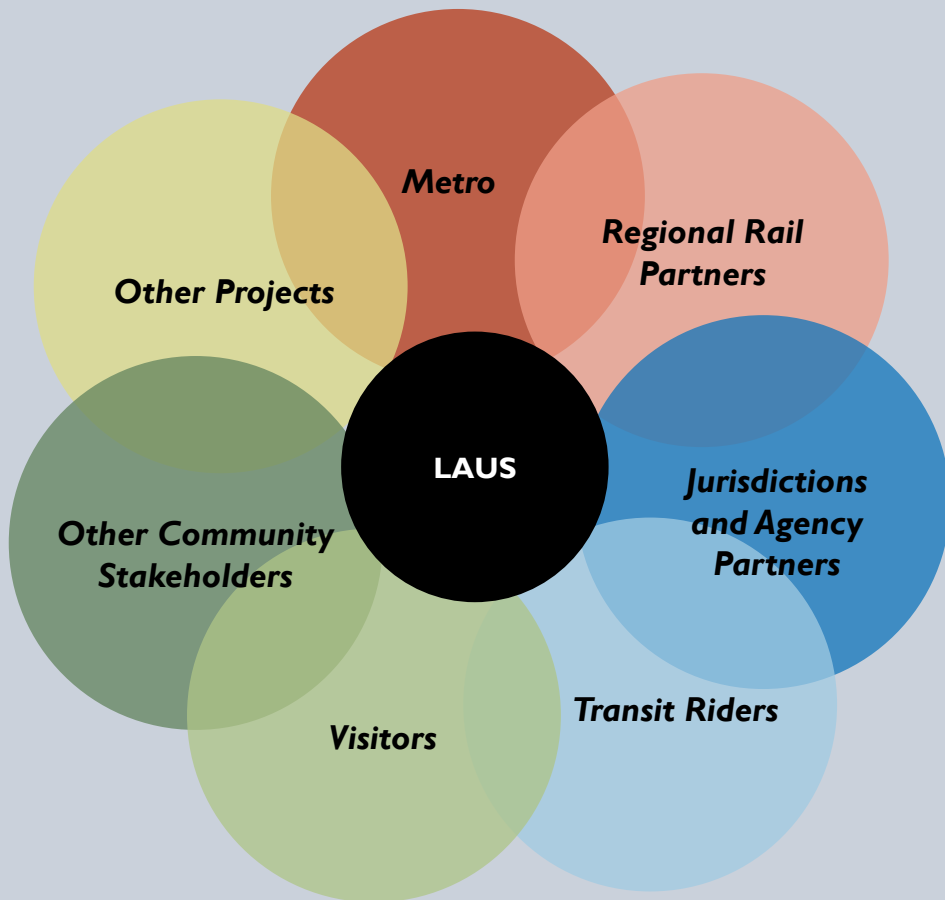 Metro
Regional Rail
Partners
Other Projects
LAUS
Jurisdictions
and Agency
Partners
Other Community
Stakeholders
Transit Riders
Visitors